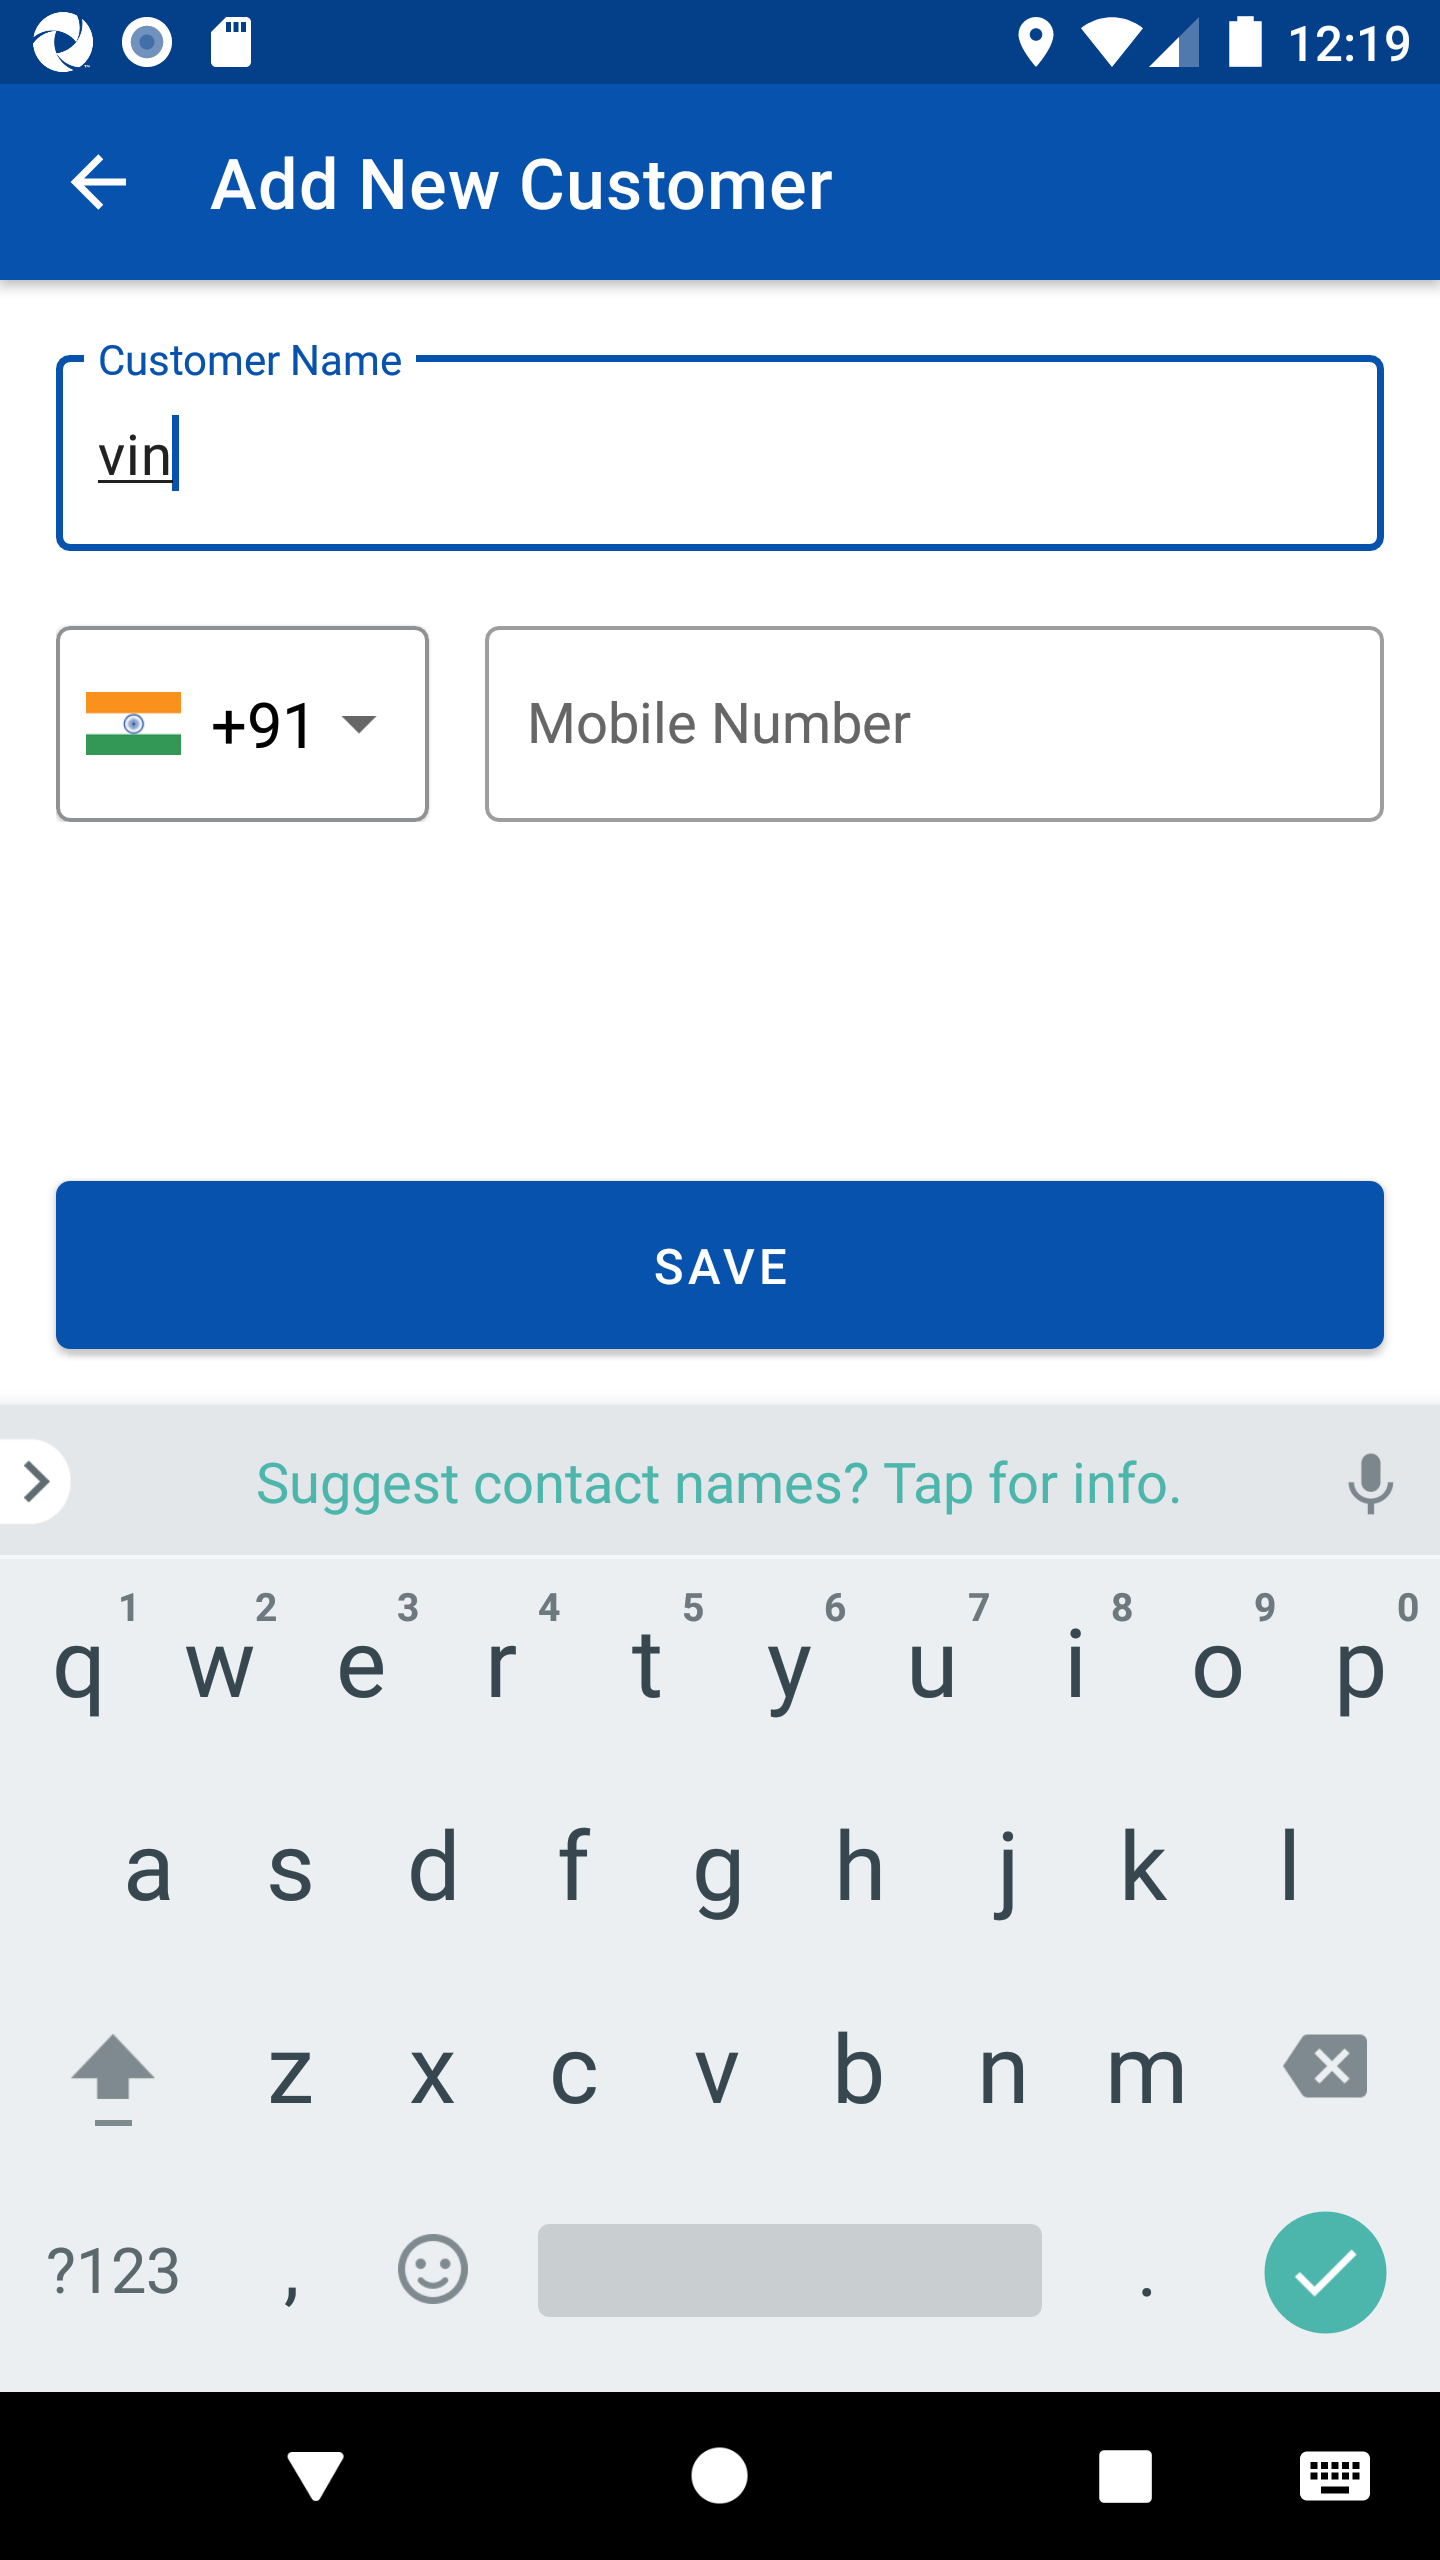 12:19
Add New Customer
Customer Name
vin
+91
Mobile Number
SAVE
Suggest contact names? Tap for info.
1 2 3 4 5 6 7 8 9 0
q w e r t y u i o p
a s d f g h j k l
z x c v b n m
?123 , .